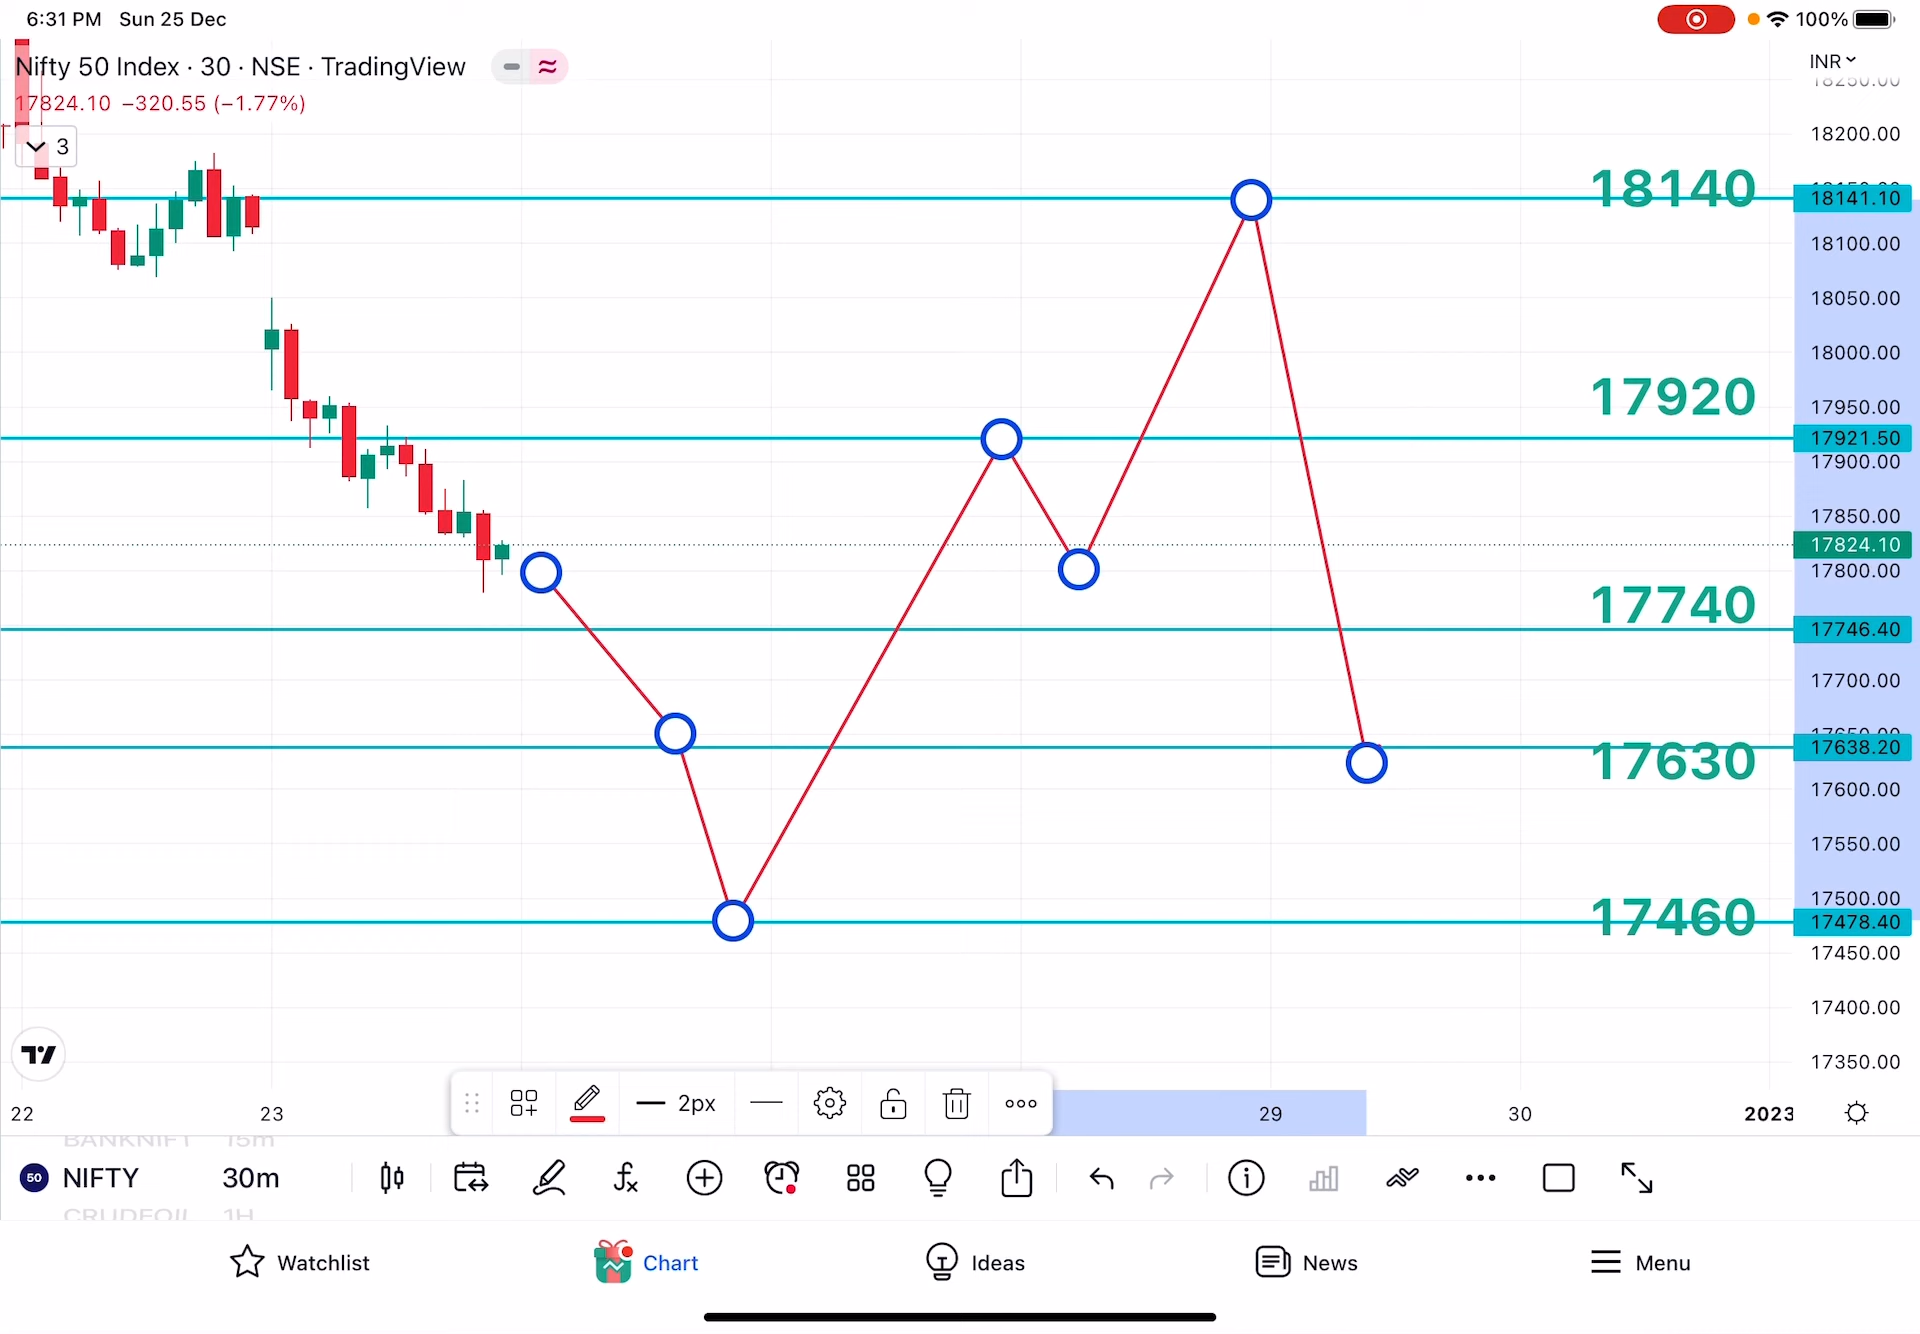 6:31 PM Sun 25 Dec
100%
Nifty 50 Index · 30 · NSE · TradingView
INR
17824.10 −320.55 (−1.77%)
18250.00
3
18200.00
18140
18141.10
18100.00
18050.00
18000.00
17920
17950.00
17921.50
17900.00
17850.00
17824.10
17800.00
17740
17746.40
17700.00
17630
17638.20
17600.00
17550.00
17500.00
17460
17478.40
17450.00
17400.00
17350.00
22 23 29 30 2023
2px
BANKNIFT 15m
50 NIFTY 30m
CRUDEOIL 1H
Watchlist Chart Ideas News Menu